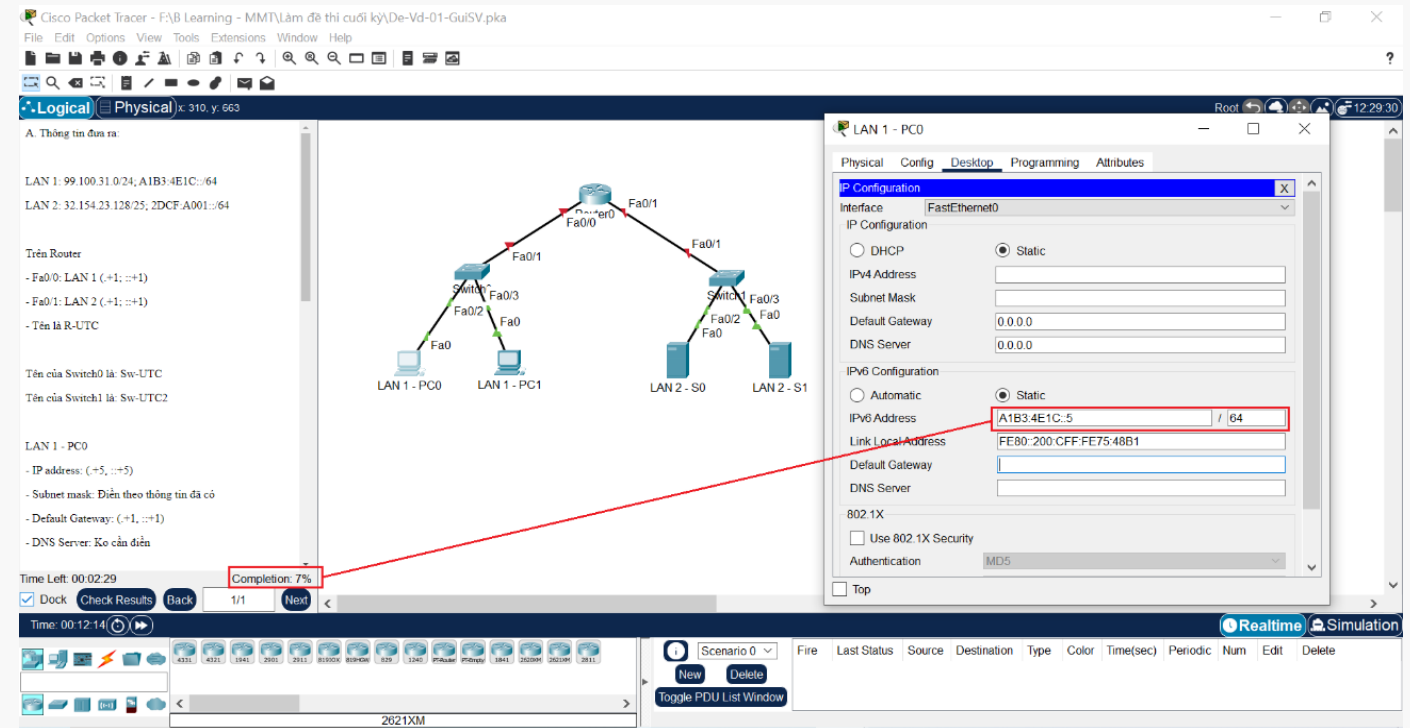 Cisco Packet Tracer - F:\B Learning - MMT\Làm đề thi cuối kỳ\De-Vd-01-GuiSV.pka
File Edit Options View Tools Extensions Window Help
?
Logical Physical x: 310, y: 663
Root 12:29:30
A. Thông tin đưa ra:
LAN 1: 99.100.31.0/24; A1B3:4E1C::/64
LAN 2: 32.154.23.128/25; 2DCF:A001::/64
Trên Router
- Fa0/0: LAN 1 (.+1; ::+1)
- Fa0/1: LAN 2 (.+1; ::+1)
- Tên là R-UTC
Tên của Switch0 là: Sw-UTC
Tên của Switch1 là: Sw-UTC2
LAN 1 - PC0
- IP address: (.+5, ::+5)
- Subnet mask: Điền theo thông tin đã có
- Default Gateway: (.+1, ::+1)
- DNS Server: Ko cần điền
Time Left: 00:02:29 Completion: 7%
Dock Check Results Back 1/1 Next
Fa0/1
Fa0/0
Fa0/1
Fa0/1
Fa0/3
Switch1
Fa0/3
Fa0/2
Fa0
Fa0/2
Fa0
Fa0
Fa0
LAN 1 - PC0
LAN 1 - PC1
LAN 2 - S0
LAN 2 - S1
LAN 1 - PC0
Physical Config Desktop Programming Attributes
IP Configuration X
Interface FastEthernet0
IP Configuration
DHCP Static
IPv4 Address
Subnet Mask
Default Gateway 0.0.0.0
DNS Server 0.0.0.0
IPv6 Configuration
Automatic Static
IPv6 Address A1B3:4E1C::5 / 64
Link Local Address FE80::200:CFF:FE75:48B1
Default Gateway
DNS Server
802.1X
Use 802.1X Security
Authentication MD5
Top
Time: 00:12:14
Realtime Simulation
4331 4321 1941 2901 2911 819IOX 819HGW 829 1240 PT-Router PT-Empty 1841 2620XM 2621XM 2811
2621XM
Scenario 0
New Delete
Toggle PDU List Window
Fire Last Status Source Destination Type Color Time(sec) Periodic Num Edit Delete